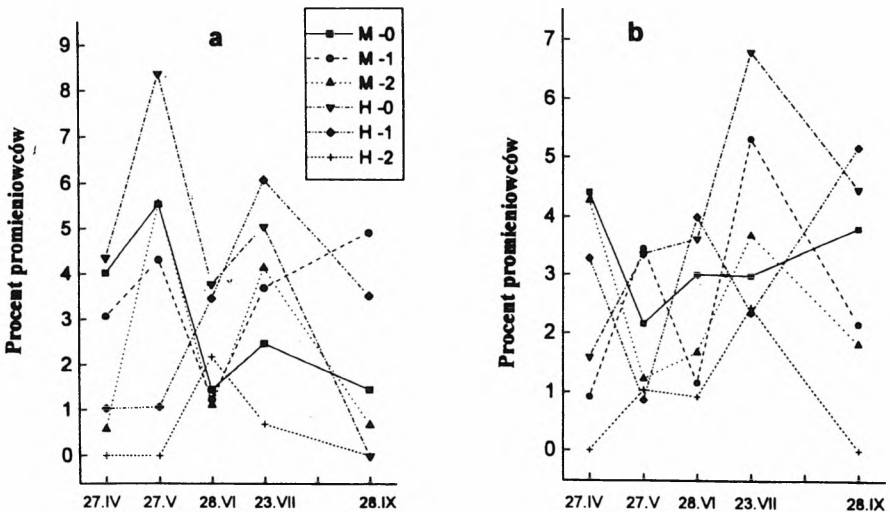 a
M-0
M-1
M-2
H-0
H-1
H-2
Procent promieniowców
9
8
7
6
5
4
3
2
1
0
27.IV 27.V 28.VI 23.VII 28.IX
b
Procent promieniowców
7
6
5
4
3
2
1
0
27.IV 27.V 28.VI 23.VII 28.IX